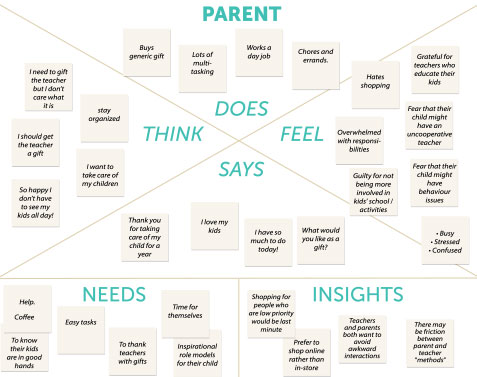 PARENT
Buys
generic gift
Lots of
multi-
tasking
Works a
day job
Chores and
errands.
Hates
shopping
Grateful for
teachers who
educate their
kids
I need to gift
the teacher
but I don't
care what
it is
stay
organized
DOES
THINK
FEEL
SAYS
I should get
the teacher
a gift
I want to
take care of
my children
So happy I
don't have
to see my
kids all day!
Overwhelmed
with responsi-
bilities
Fear that their
child might
have an
uncooperative
teacher
Guilty for not
being more
involved in
kids' school /
activities
Fear that their
child might
have
behaviour
issues
• Busy
• Stressed
• Confused
Thank you
for taking
care of my
child for a
year
I love my
kids
I have so
much to do
today!
What would
you like as a
gift?
NEEDS
Help.
Coffee
To know
their kids
are in good
hands
Easy tasks
To thank
teachers
with gifts
Time for
themselves
Inspirational
role models
for their child
INSIGHTS
Shopping for
people who
are low priority
would be last
minute
Prefer to
shop online
rather than
in-store
Teachers
and parents
both want to
avoid
awkward
interactions
There may
be friction
between
parent and
teacher
"methods"